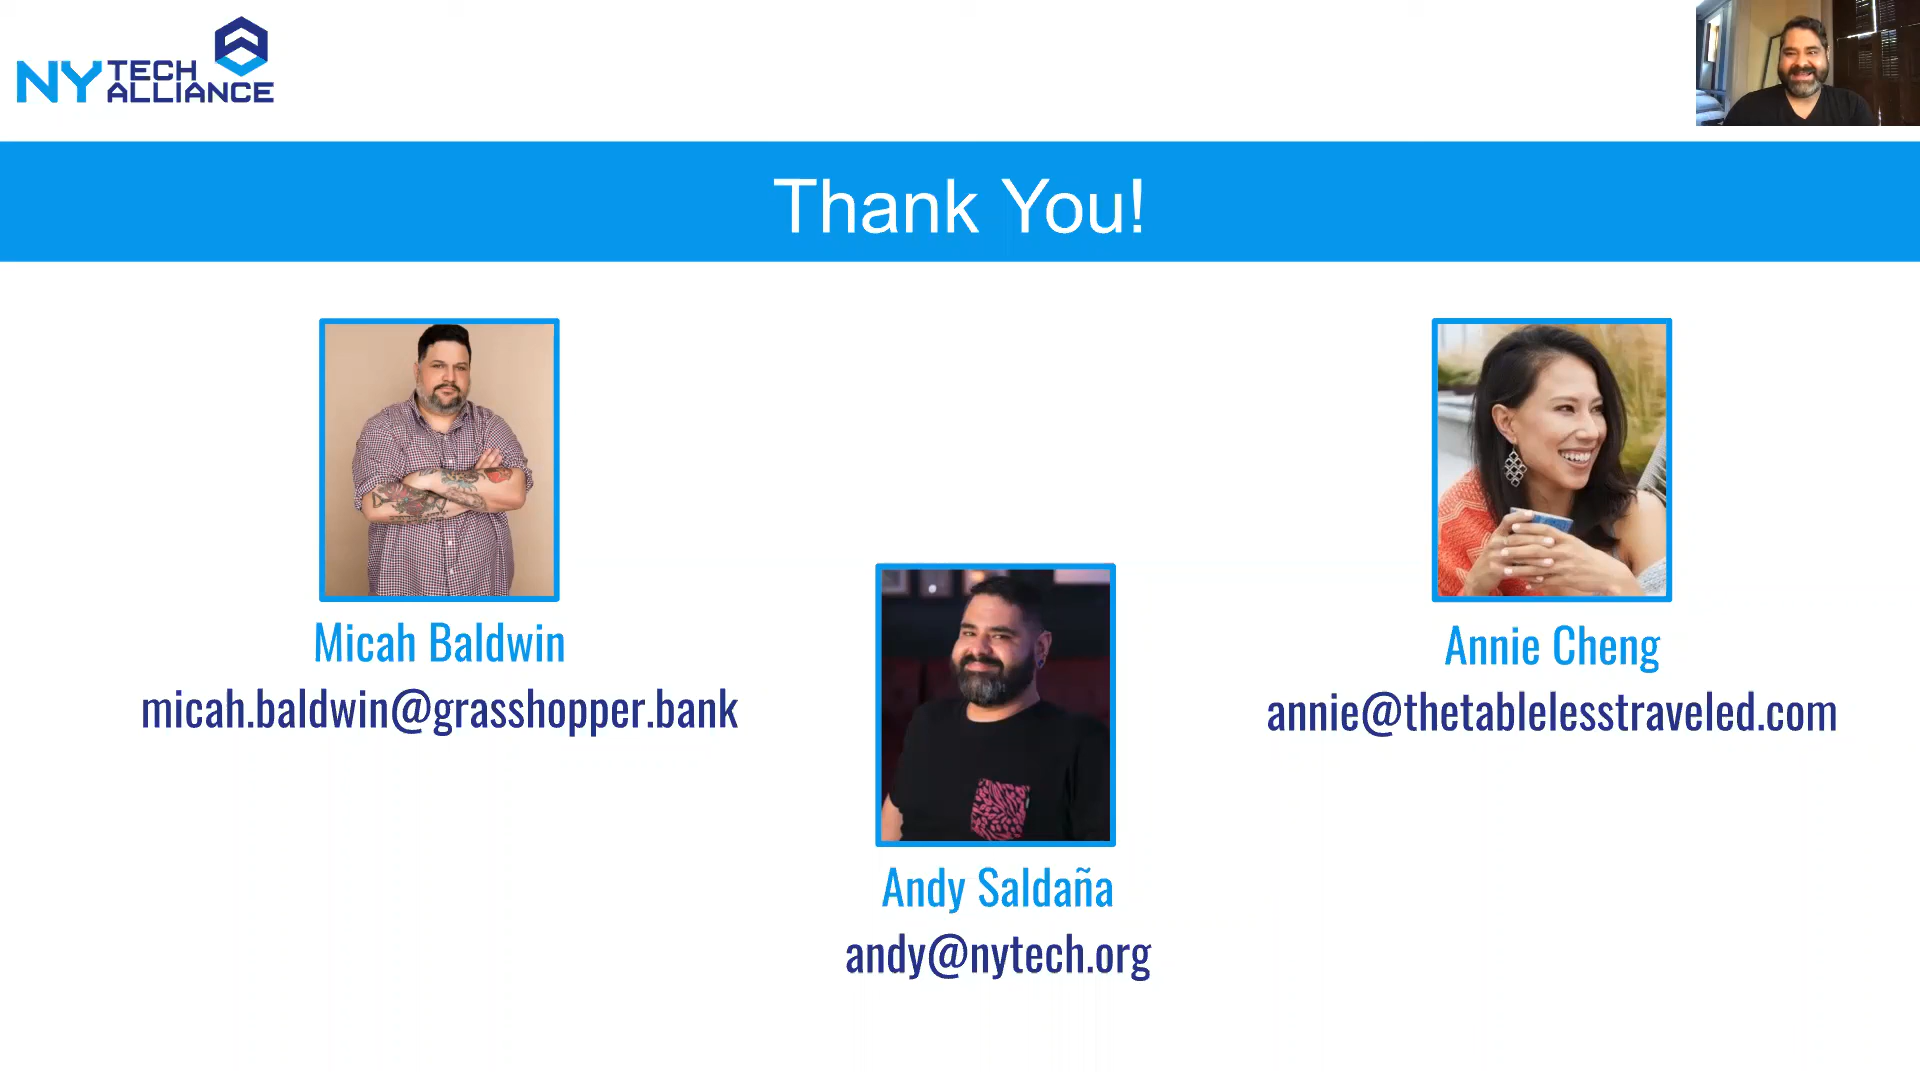 NY TECH
ALLIANCE
Thank You!
Micah Baldwin
micah.baldwin@grasshopper.bank
Annie Cheng
annie@thetablelesstraveled.com
Andy Saldaña
andy@nytech.org